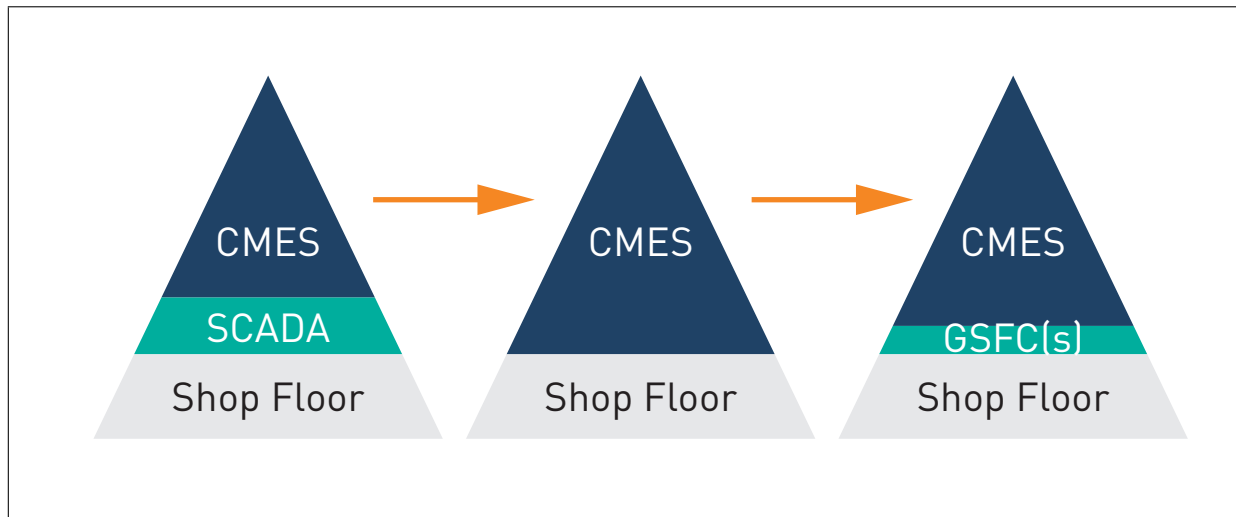 CMES
SCADA
Shop Floor
CMES
Shop Floor
CMES
GSFC(s)
Shop Floor